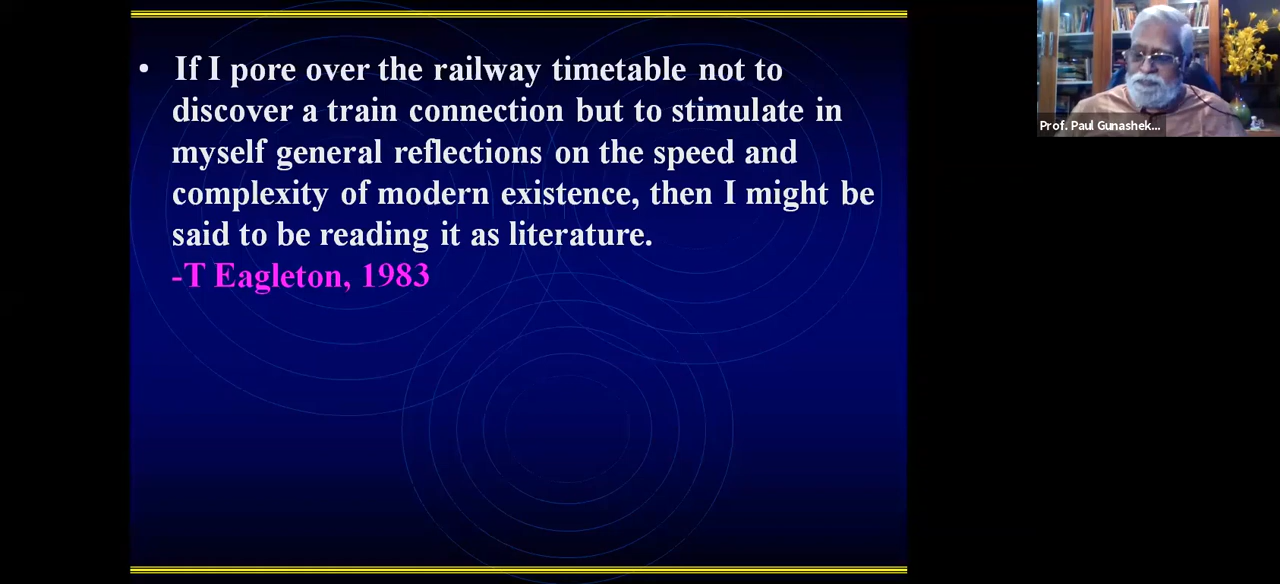 • If I pore over the railway timetable not to
discover a train connection but to stimulate in
myself general reflections on the speed and
complexity of modern existence, then I might be
said to be reading it as literature.
-T Eagleton, 1983
Prof. Paul Gunashek...